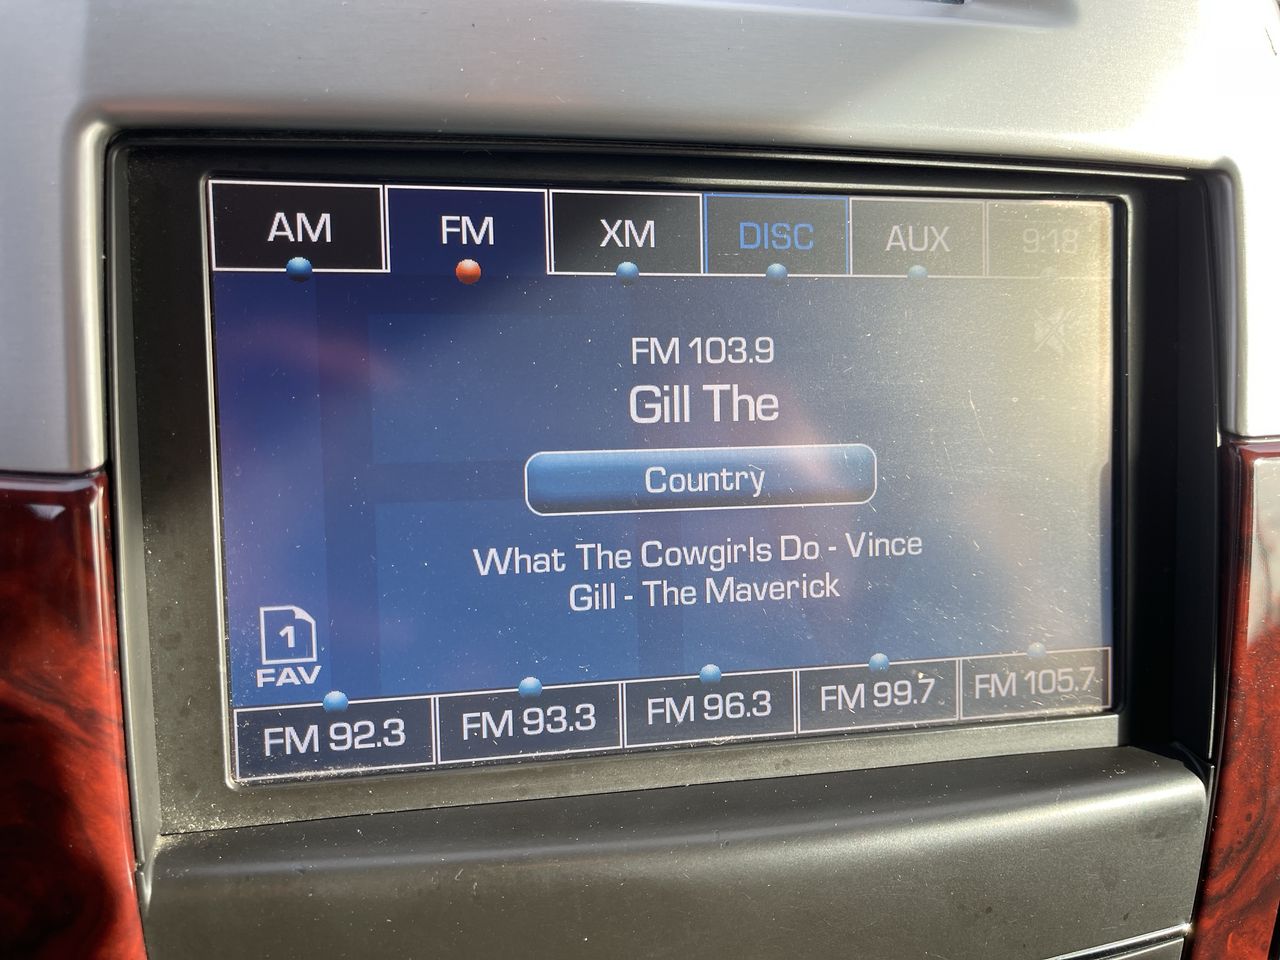 AM FM XM DISC AUX 9:18
FM 103.9
Gill The
Country
What The Cowgirls Do - Vince
Gill - The Maverick
1
FAV
FM 92.3 FM 93.3 FM 96.3 FM 99.7 FM 105.7